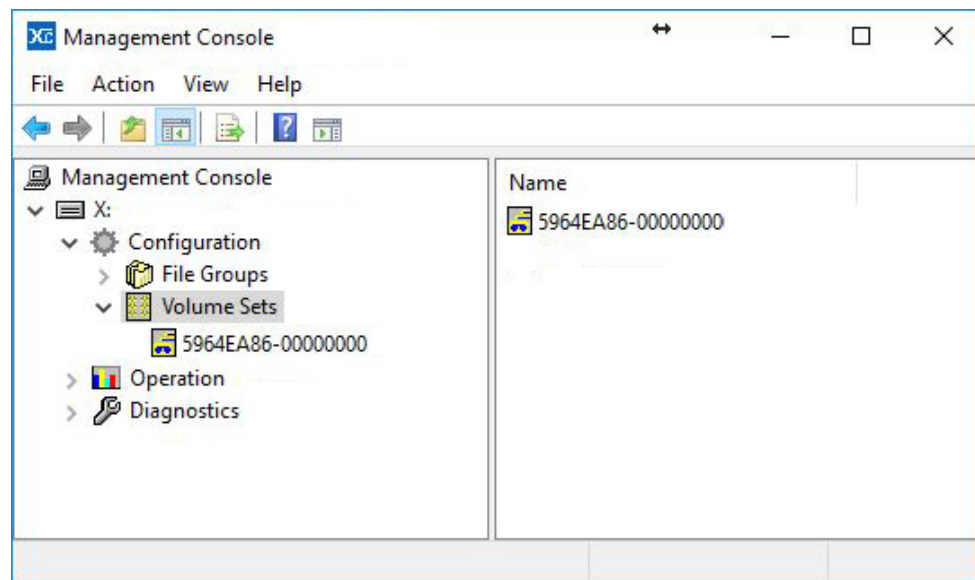 XC Management Console
File Action View Help
Management Console
X:
Configuration
File Groups
Volume Sets
5964EA86-00000000
Operation
Diagnostics
Name
5964EA86-00000000